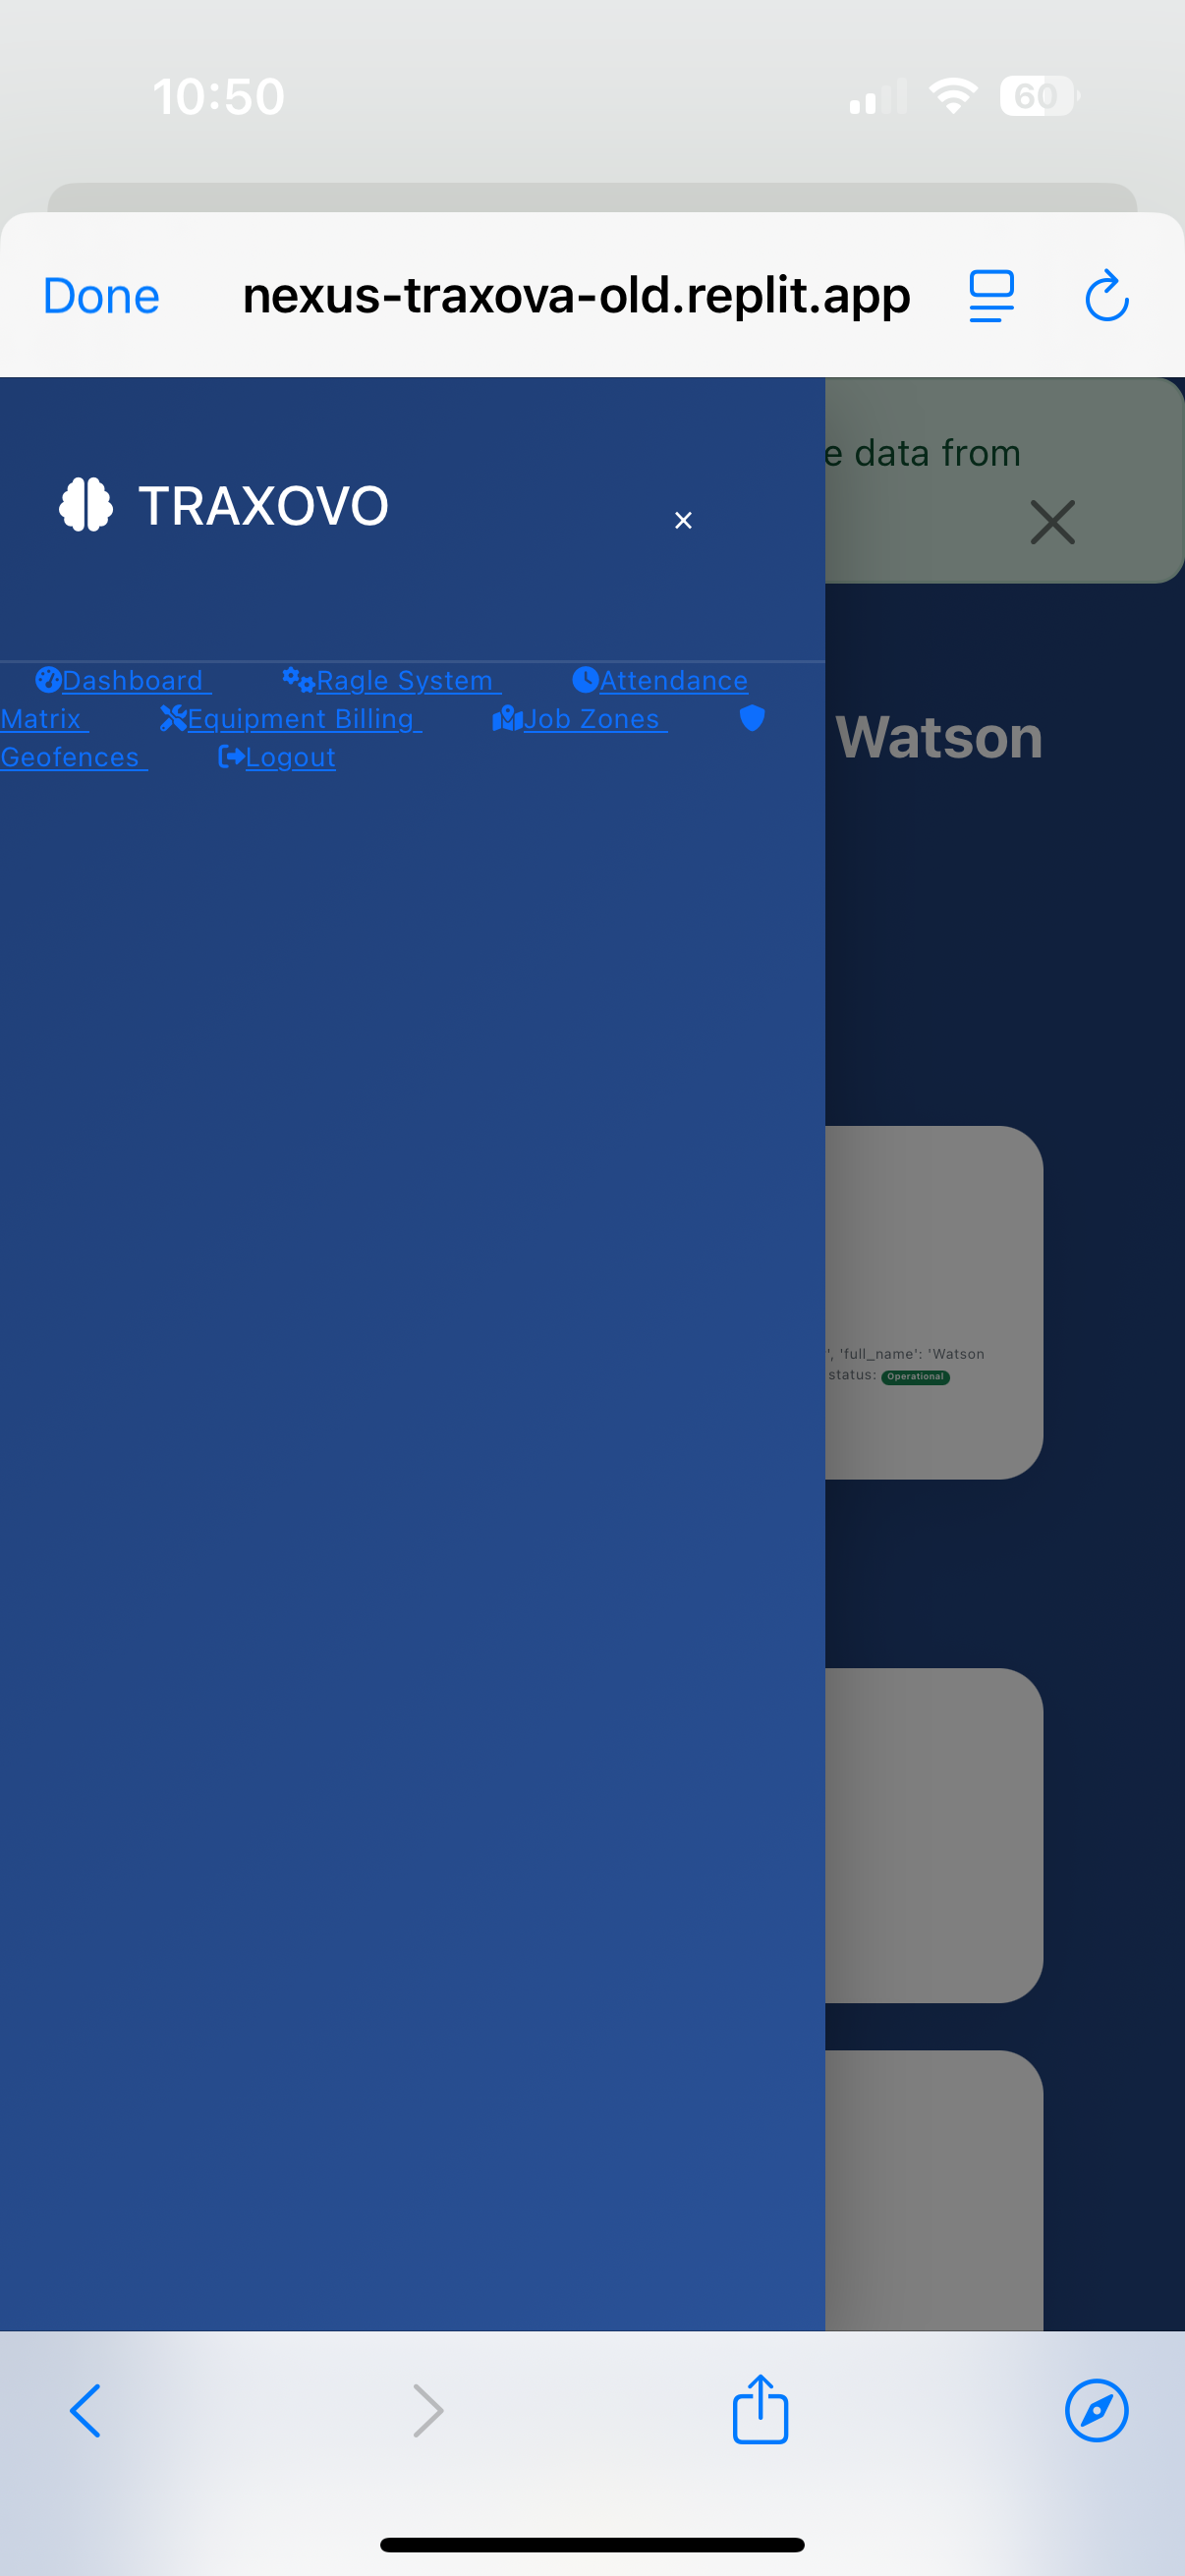 10:50
60
Done nexus-traxova-old.replit.app
e data from
TRAXOVO
×
Dashboard Ragle System Attendance
Matrix Equipment Billing Job Zones
Geofences Logout
Watson
', 'full_name': 'Watson
status: Operational